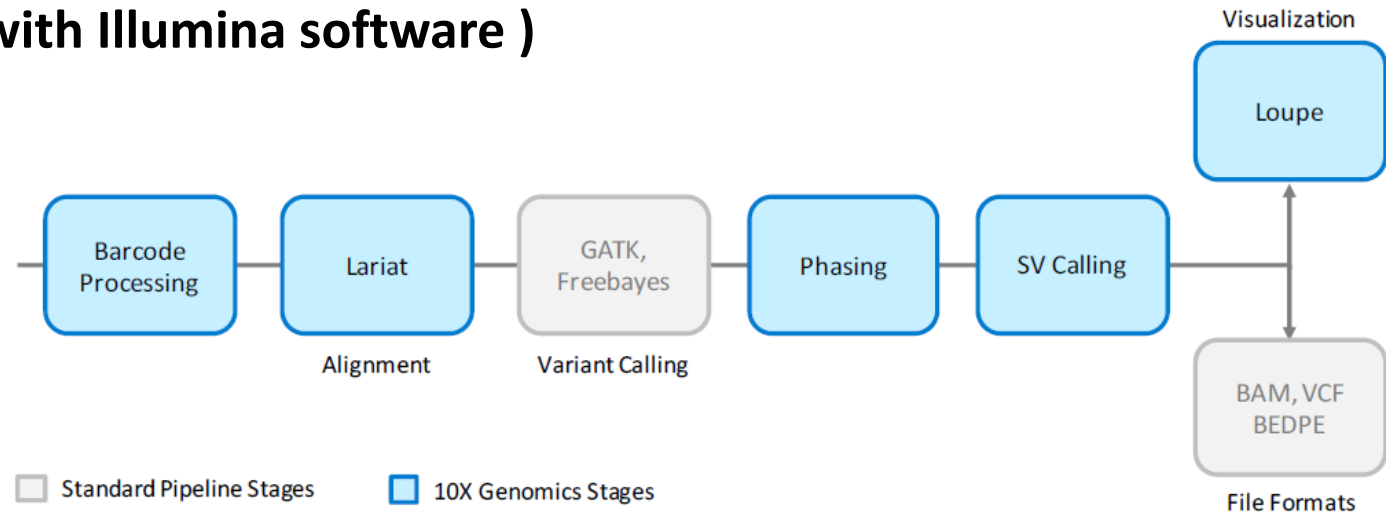 with Illumina software )
Visualization
Loupe
Barcode
Processing
Lariat
GATK,
Freebayes
Phasing
SV Calling
Alignment
Variant Calling
BAM, VCF
BEDPE
Standard Pipeline Stages
10X Genomics Stages
File Formats